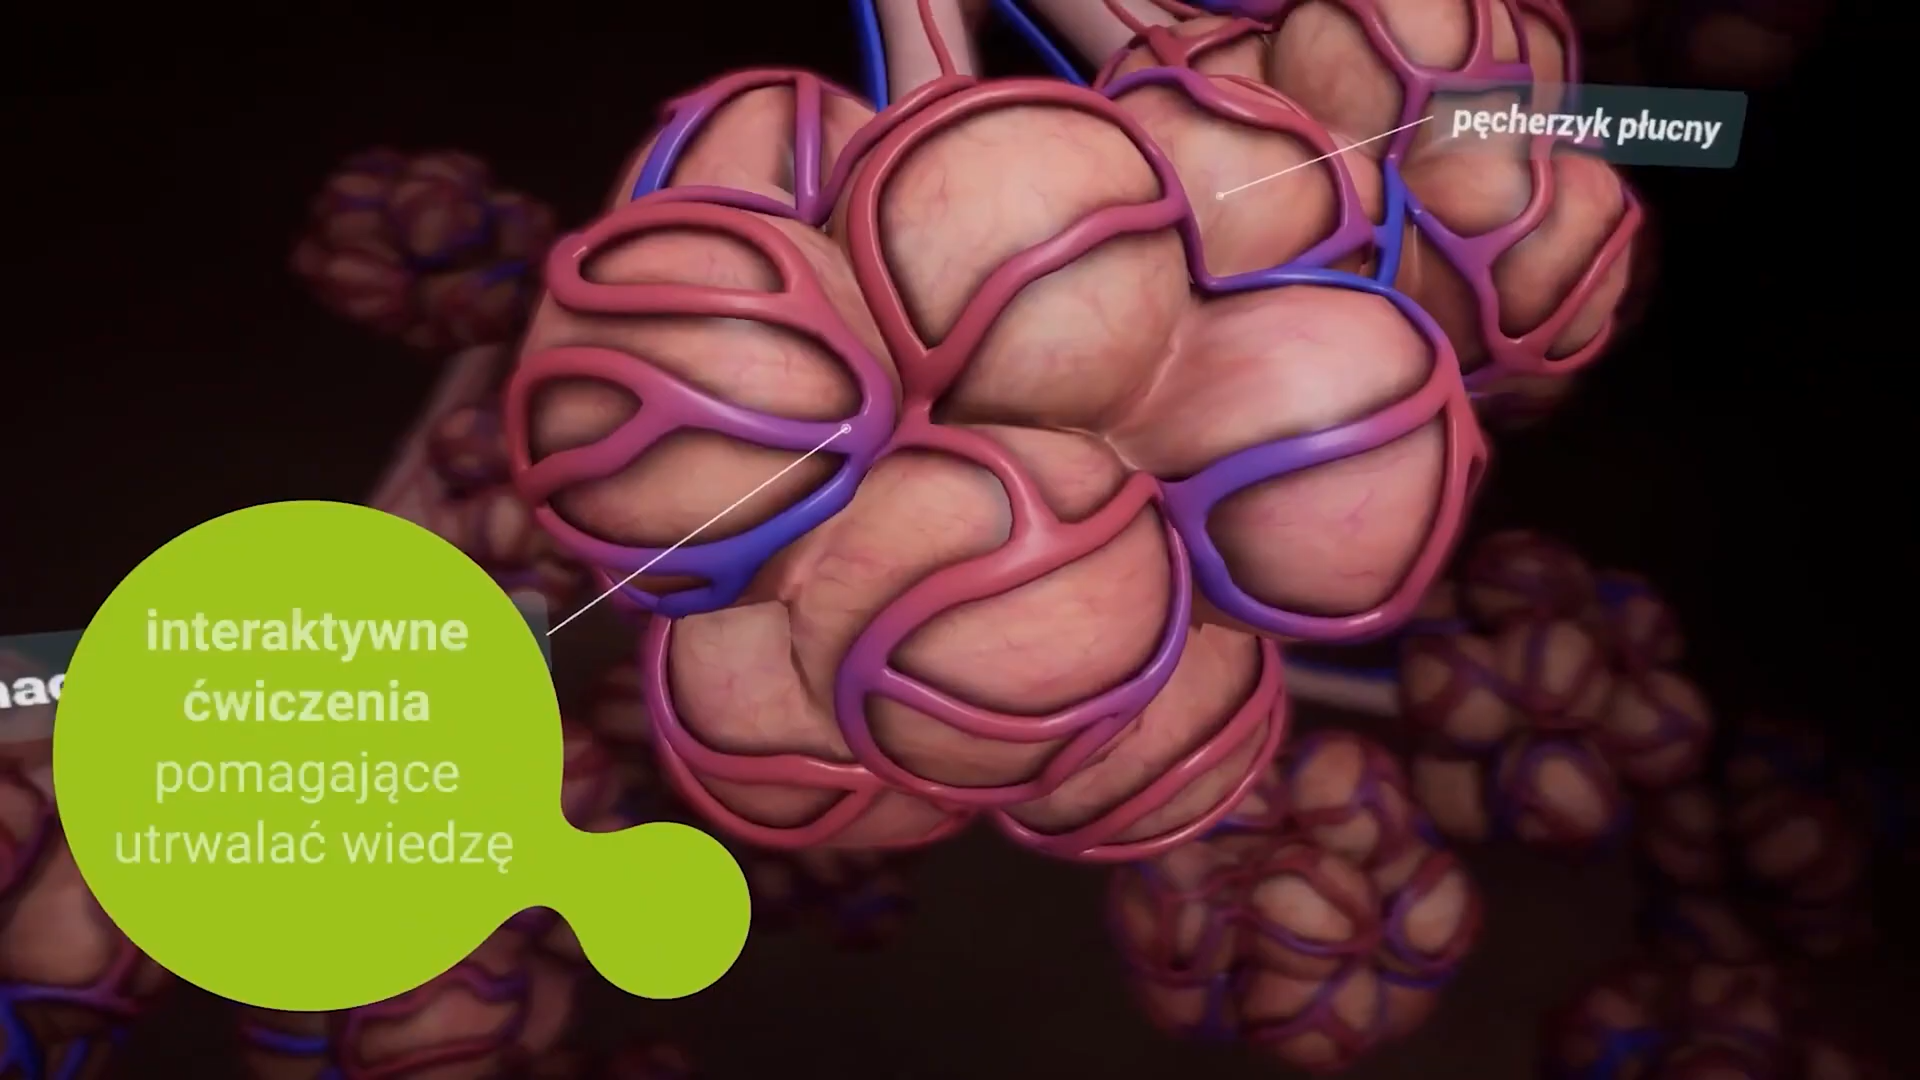 pęcherzyk płucny
interaktywne
ćwiczenia
pomagające
utrwalać wiedzę